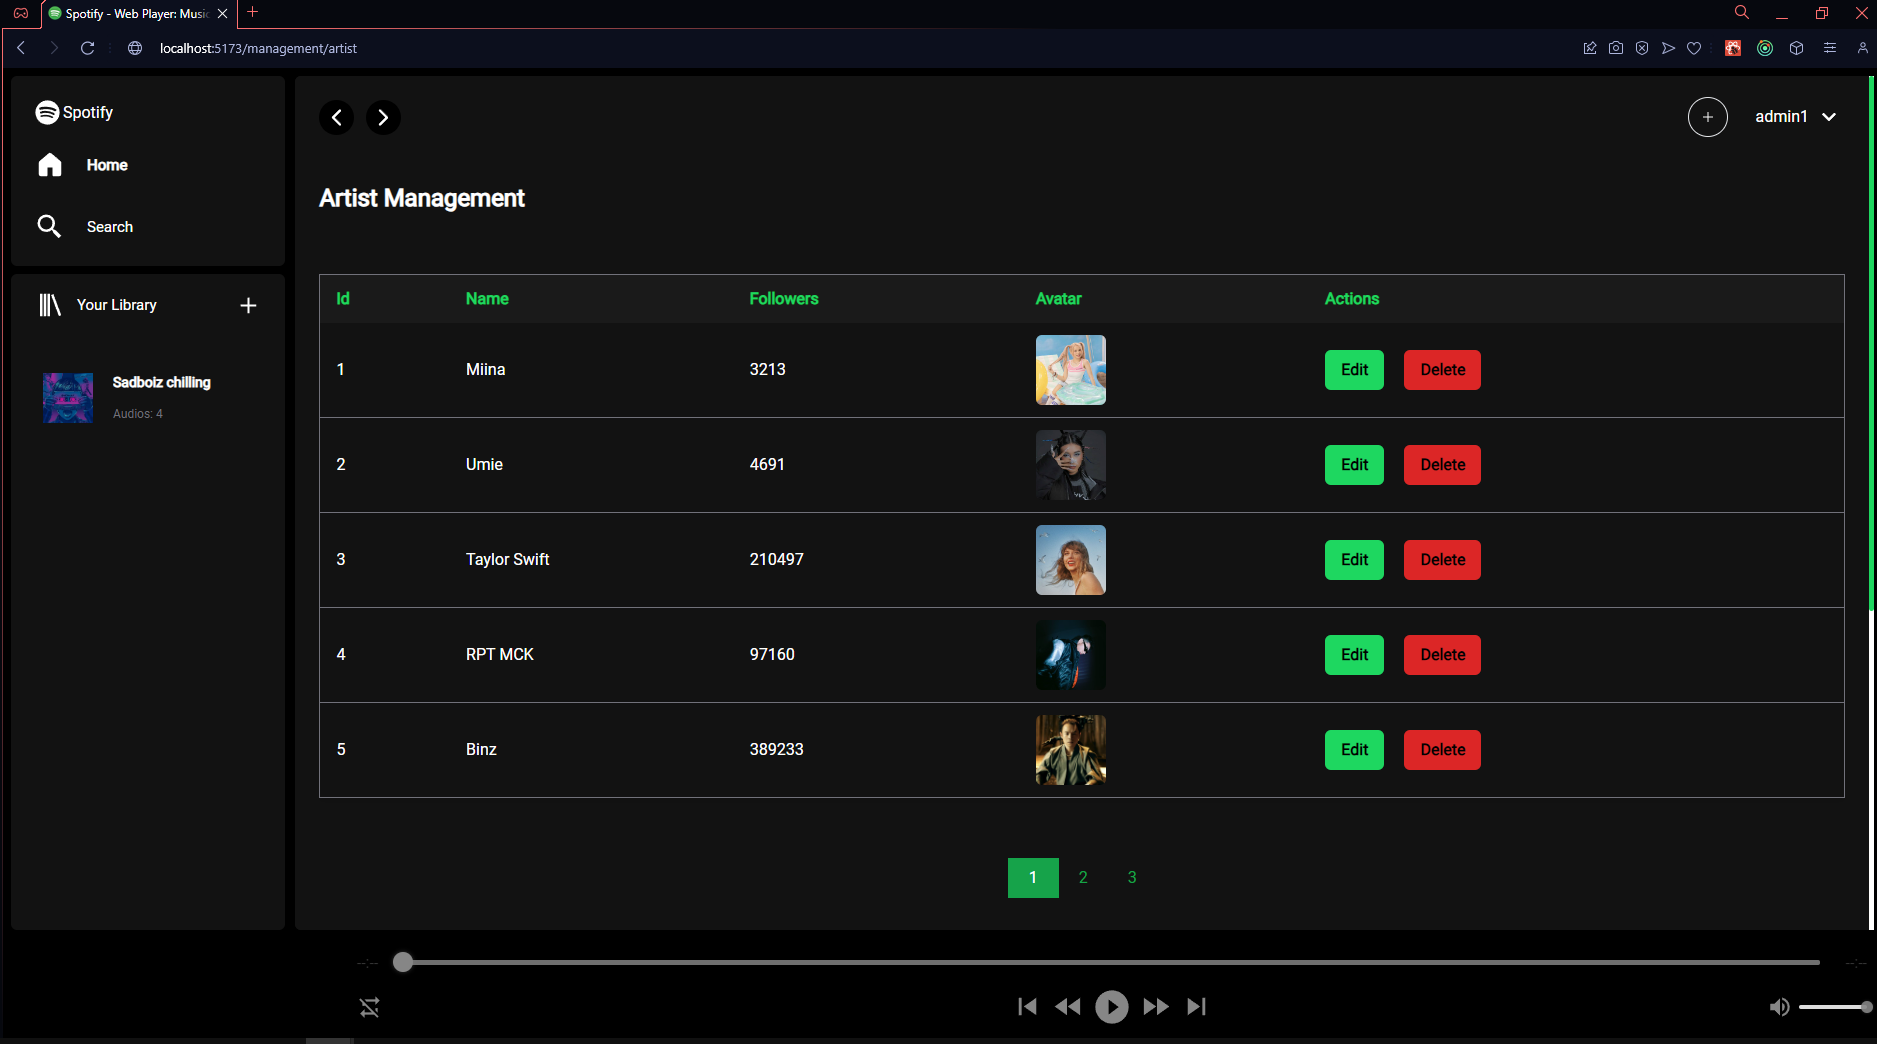 Spotify - Web Player: Music
localhost:5173/management/artist
Spotify
Home
Search
Your Library
Sadboiz chilling
Audios: 4
admin1
Artist Management
Id Name Followers Avatar Actions
1 Miina 3213 Edit Delete
2 Umie 4691 Edit Delete
3 Taylor Swift 210497 Edit Delete
4 RPT MCK 97160 Edit Delete
5 Binz 389233 Edit Delete
1 2 3
--:-- --:--